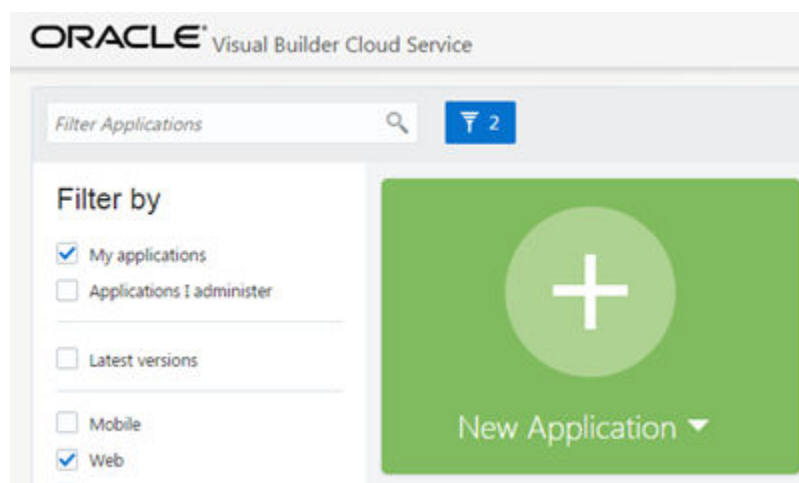 ORACLE Visual Builder Cloud Service
Filter Applications
2
Filter by
My applications
Applications I administer
Latest versions
Mobile
Web
New Application